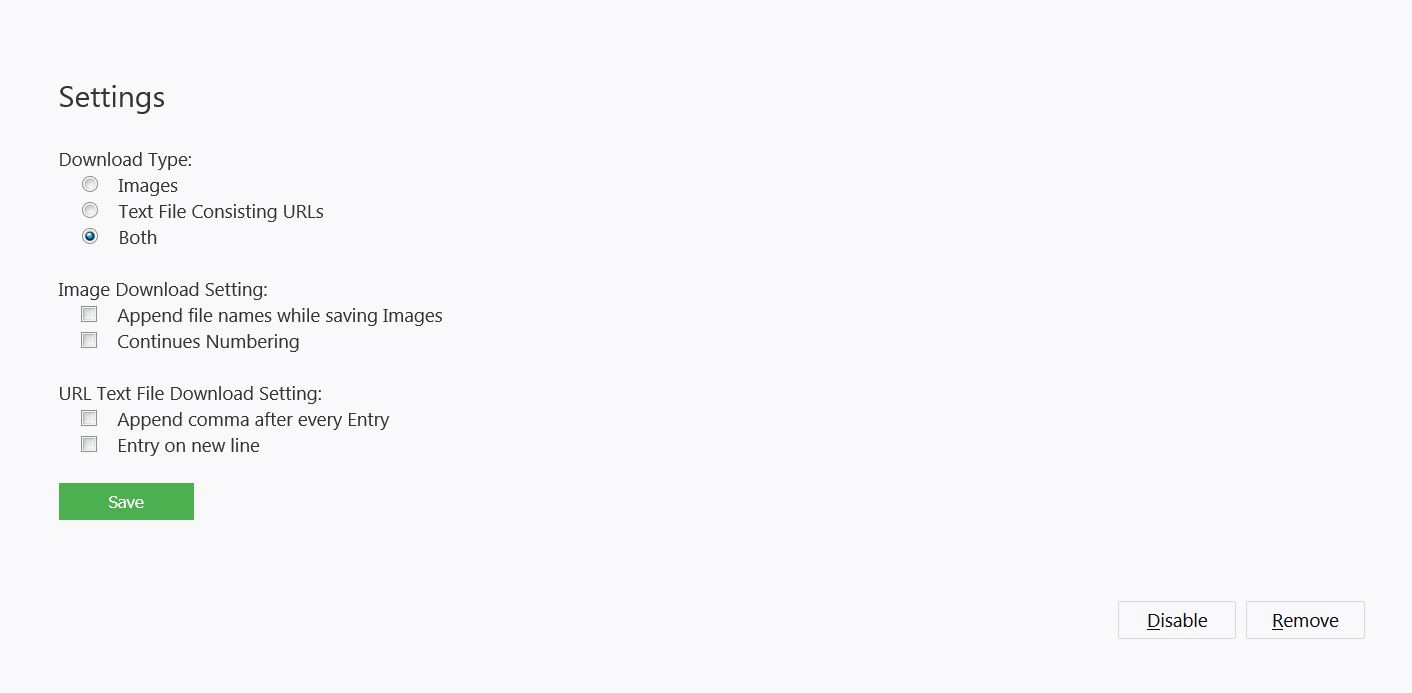 Settings
Download Type:
Images
Text File Consisting URLs
Both
Image Download Setting:
Append file names while saving Images
Continues Numbering
URL Text File Download Setting:
Append comma after every Entry
Entry on new line
Save
Disable Remove